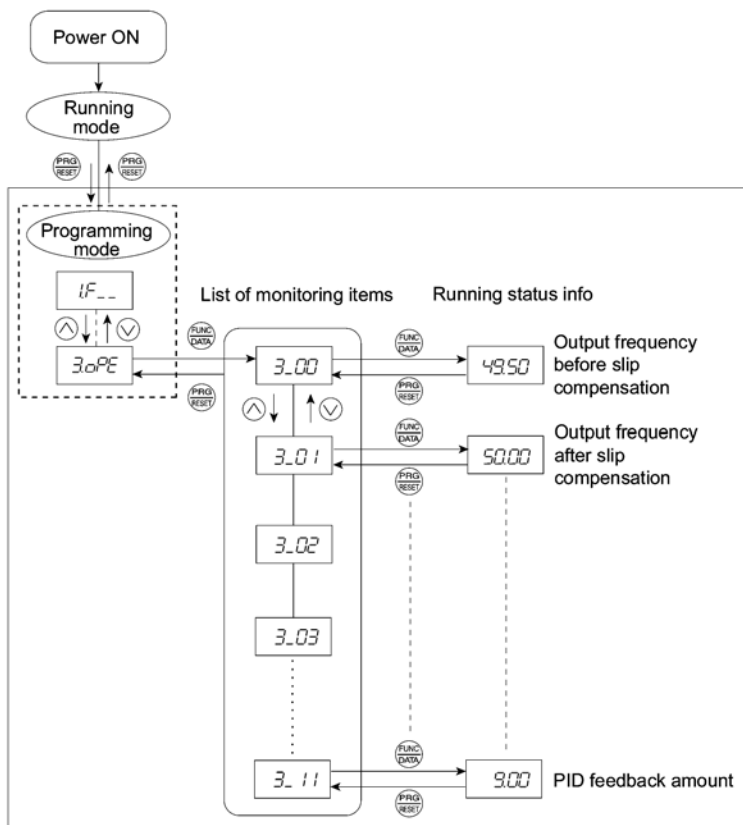 Power ON
Running
mode
PRG
RESET
PRG
RESET
Programming
mode
1.F__
3.oPE
List of monitoring items
Running status info
FUNC
DATA
PRG
RESET
3_00
FUNC
DATA
PRG
RESET
49.50
Output frequency
before slip
compensation
3_01
FUNC
DATA
PRG
RESET
50.00
Output frequency
after slip
compensation
3_02
3_03
3_11
FUNC
DATA
PRG
RESET
9.00
PID feedback amount